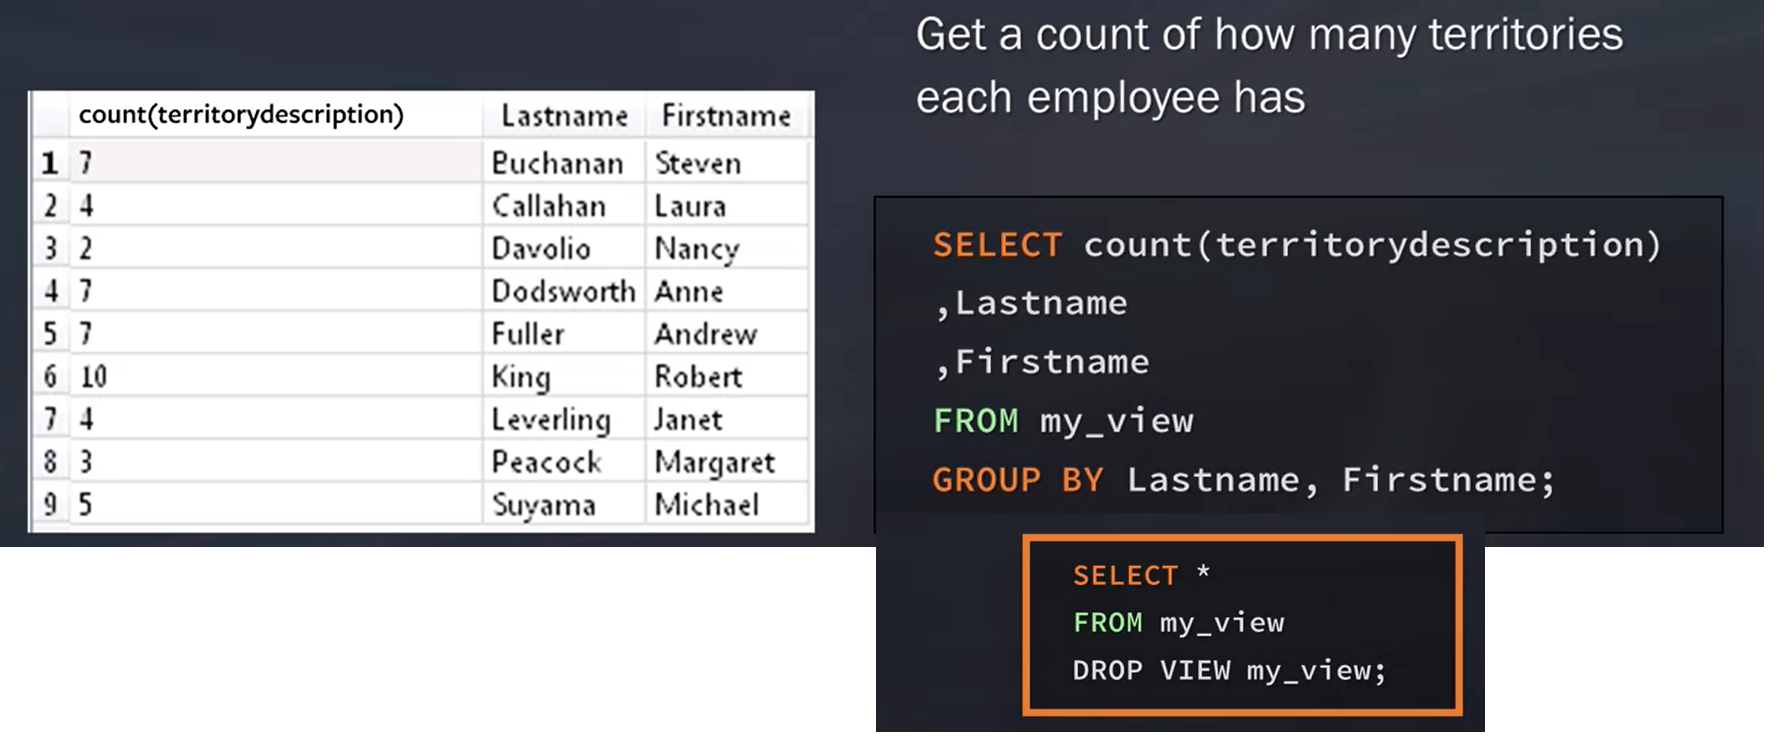 Get a count of how many territories
each employee has
count(territorydescription) Lastname Firstname
1 7 Buchanan Steven
2 4 Callahan Laura
3 2 Davolio Nancy
4 7 Dodsworth Anne
5 7 Fuller Andrew
6 10 King Robert
7 4 Leverling Janet
8 3 Peacock Margaret
9 5 Suyama Michael
SELECT count(territorydescription)
,Lastname
,Firstname
FROM my_view
GROUP BY Lastname, Firstname;
SELECT *
FROM my_view
DROP VIEW my_view;